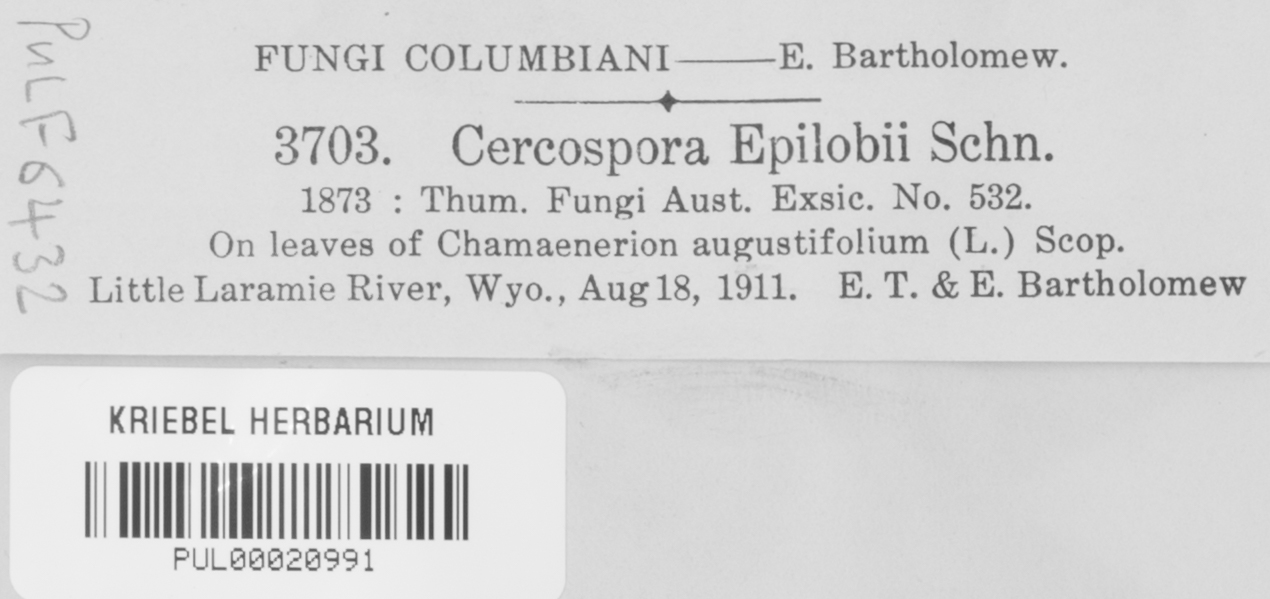 FUNGI COLUMBIANI——E. Bartholomew.
3703. Cercospora Epilobii Schn.
1873 : Thum. Fungi Aust. Exsic. No. 532.
On leaves of Chamaenerion augustifolium (L.) Scop.
Little Laramie River, Wyo., Aug 18, 1911. E. T. & E. Bartholomew
PULF6432
KRIEBEL HERBARIUM
PUL00020991